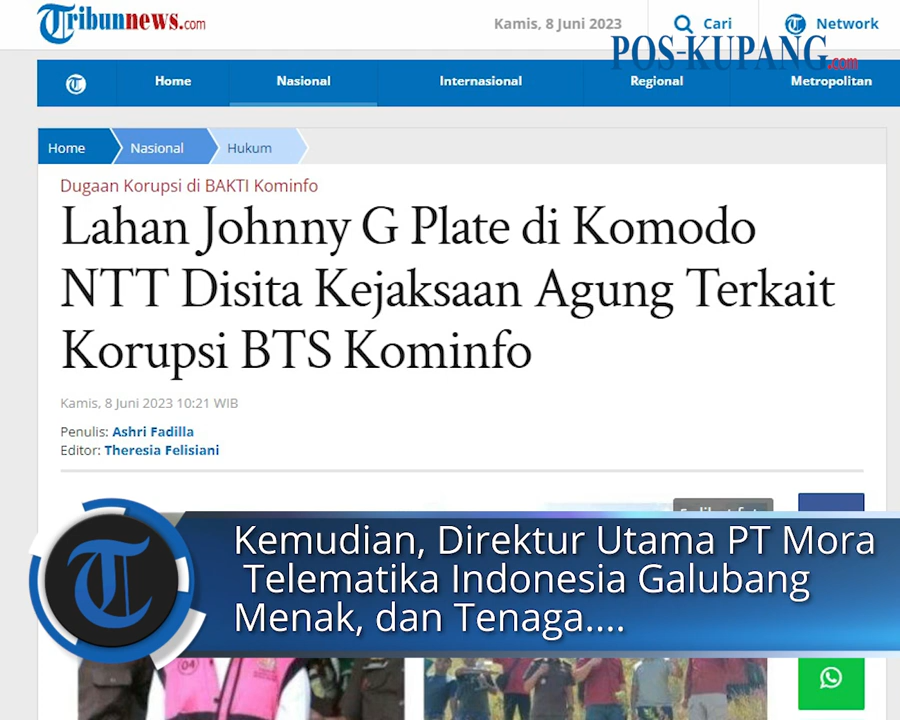 Tribunnews.com
Kamis, 8 Juni 2023
Cari
Network
POS-KUPANG.com
Home
Nasional
Internasional
Regional
Metropolitan
Home
Nasional
Hukum
Dugaan Korupsi di BAKTI Kominfo
Lahan Johnny G Plate di Komodo
NTT Disita Kejaksaan Agung Terkait
Korupsi BTS Kominfo
Kamis, 8 Juni 2023 10:21 WIB
Penulis: Ashri Fadilla
Editor: Theresia Felisiani
Kemudian, Direktur Utama PT Mora
Telematika Indonesia Galubang
Menak, dan Tenaga....
04